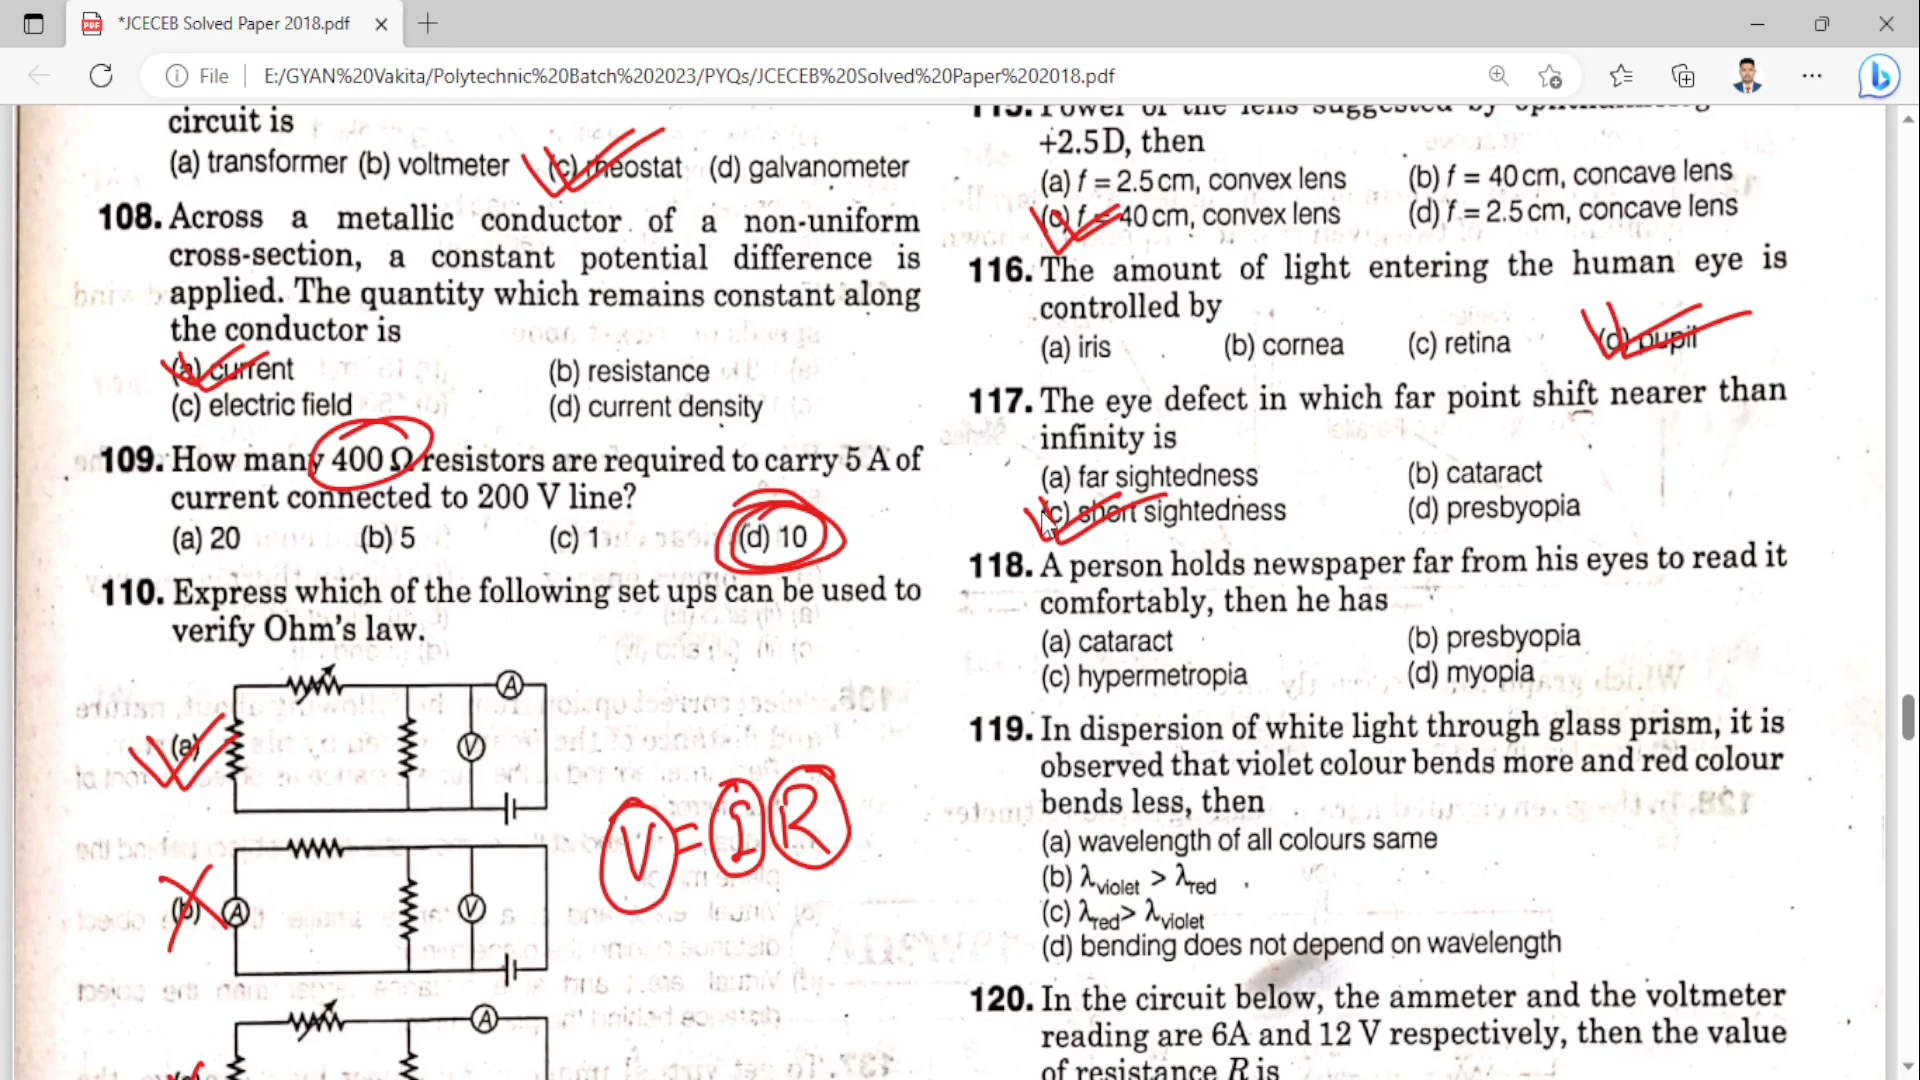 *JCECEB Solved Paper 2018.pdf
File
E:/GYAN%20Vakita/Polytechnic%20Batch%202023/PYQs/JCECEB%20Solved%20Paper%202018.pdf
circuit is
(a) transformer (b) voltmeter (c) rheostat (d) galvanometer
108. Across a metallic conductor of a non-uniform
cross-section, a constant potential difference is
applied. The quantity which remains constant along
the conductor is
(a) current (b) resistance
(c) electric field (d) current density
109. How many 400 Ω resistors are required to carry 5 A of
current connected to 200 V line?
(a) 20 (b) 5 (c) 1 (d) 10
110. Express which of the following set ups can be used to
verify Ohm's law.
A
(a) V
V = I R
(b) A V
A
115. Power of the lens suggested by
+2.5D, then
(a) f = 2.5 cm, convex lens (b) f = 40 cm, concave lens
(c) f = 40 cm, convex lens (d) f = 2.5 cm, concave lens
116. The amount of light entering the human eye is
controlled by
(a) iris (b) cornea (c) retina (d) pupil
117. The eye defect in which far point shift nearer than
infinity is
(a) far sightedness (b) cataract
(c) short sightedness (d) presbyopia
118. A person holds newspaper far from his eyes to read it
comfortably, then he has
(a) cataract (b) presbyopia
(c) hypermetropia (d) myopia
119. In dispersion of white light through glass prism, it is
observed that violet colour bends more and red colour
bends less, then
(a) wavelength of all colours same
(b) λviolet > λred
(c) λred > λviolet
(d) bending does not depend on wavelength
120. In the circuit below, the ammeter and the voltmeter
reading are 6A and 12 V respectively, then the value
of resistance R is